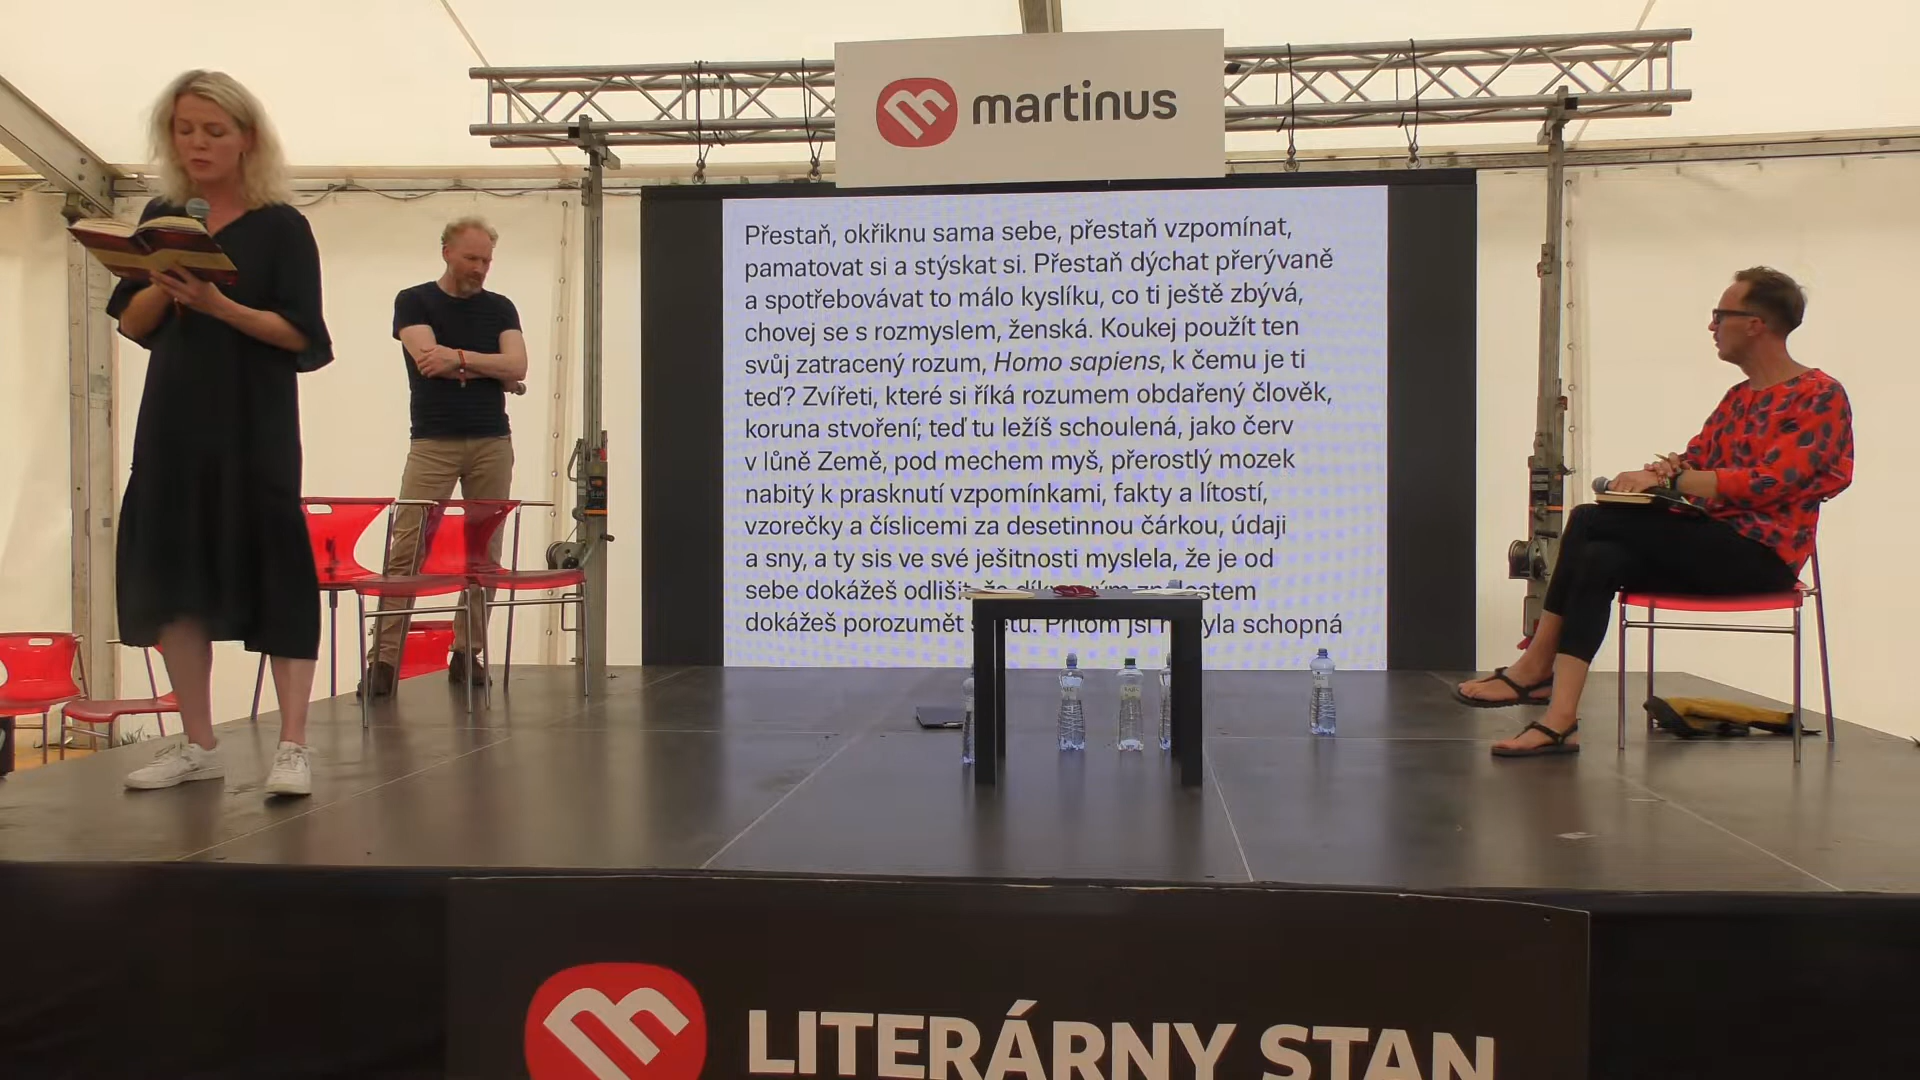 martinus
Přestaň, okřiknu sama sebe, přestaň vzpomínat,
pamatovat si a stýskat si. Přestaň dýchat přerývaně
a spotřebovávat to málo kyslíku, co ti ještě zbývá,
chovej se s rozmyslem, ženská. Koukej použít ten
svůj zatracený rozum, Homo sapiens, k čemu je ti
teď? Zvířeti, které si říká rozumem obdařený člověk,
koruna stvoření; teď tu ležíš schoulená, jako červ
v lůně Země, pod mechem myš, přerostlý mozek
nabitý k prasknutí vzpomínkami, fakty a lítostí,
vzorečky a číslicemi za desetinnou čárkou, údaji
a sny, a ty sis ve své ješitnosti myslela, že je od
sebe dokážeš odlišit,
dokážeš porozumět schopná
LITERÁRNY STAN